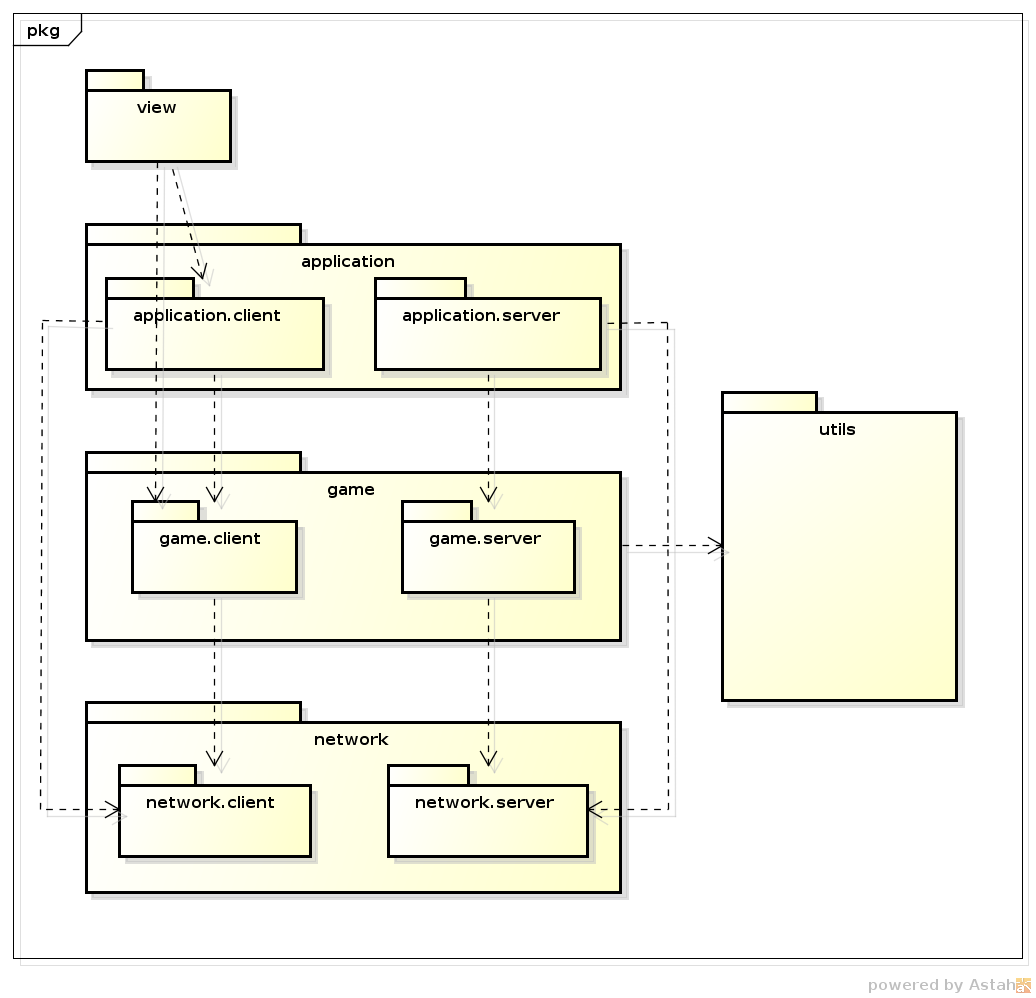 pkg
view
application
application.client
application.server
utils
game
game.client
game.server
network
network.client
network.server
powered by Astah